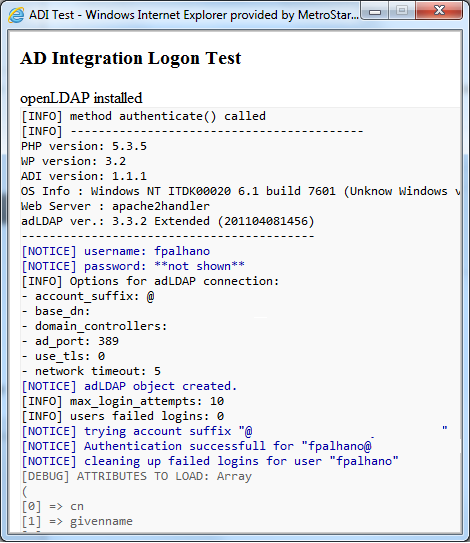 ADI Test - Windows Internet Explorer provided by MetroStar...
AD Integration Logon Test
openLDAP installed
[INFO] method authenticate() called
[INFO] ---------------------------------------
PHP version: 5.3.5
WP version: 3.2
ADI version: 1.1.1
OS Info : Windows NT ITDK00020 6.1 build 7601 (Unknow Windows v
Web Server : apache2handler
adLDAP ver.: 3.3.2 Extended (201104081456)
---------------------------------------
[NOTICE] username: fpalhano
[NOTICE] password: **not shown**
[INFO] Options for adLDAP connection:
- account_suffix: @
- base_dn:
- domain_controllers:
- ad_port: 389
- use_tls: 0
- network timeout: 5
[NOTICE] adLDAP object created.
[INFO] max_login_attempts: 10
[INFO] users failed logins: 0
[NOTICE] trying account suffix "@ "
[NOTICE] Authentication successfull for "fpalhano@
[NOTICE] cleaning up failed logins for user "fpalhano"
[DEBUG] ATTRIBUTES TO LOAD: Array
(
[0] => cn
[1] => givenname